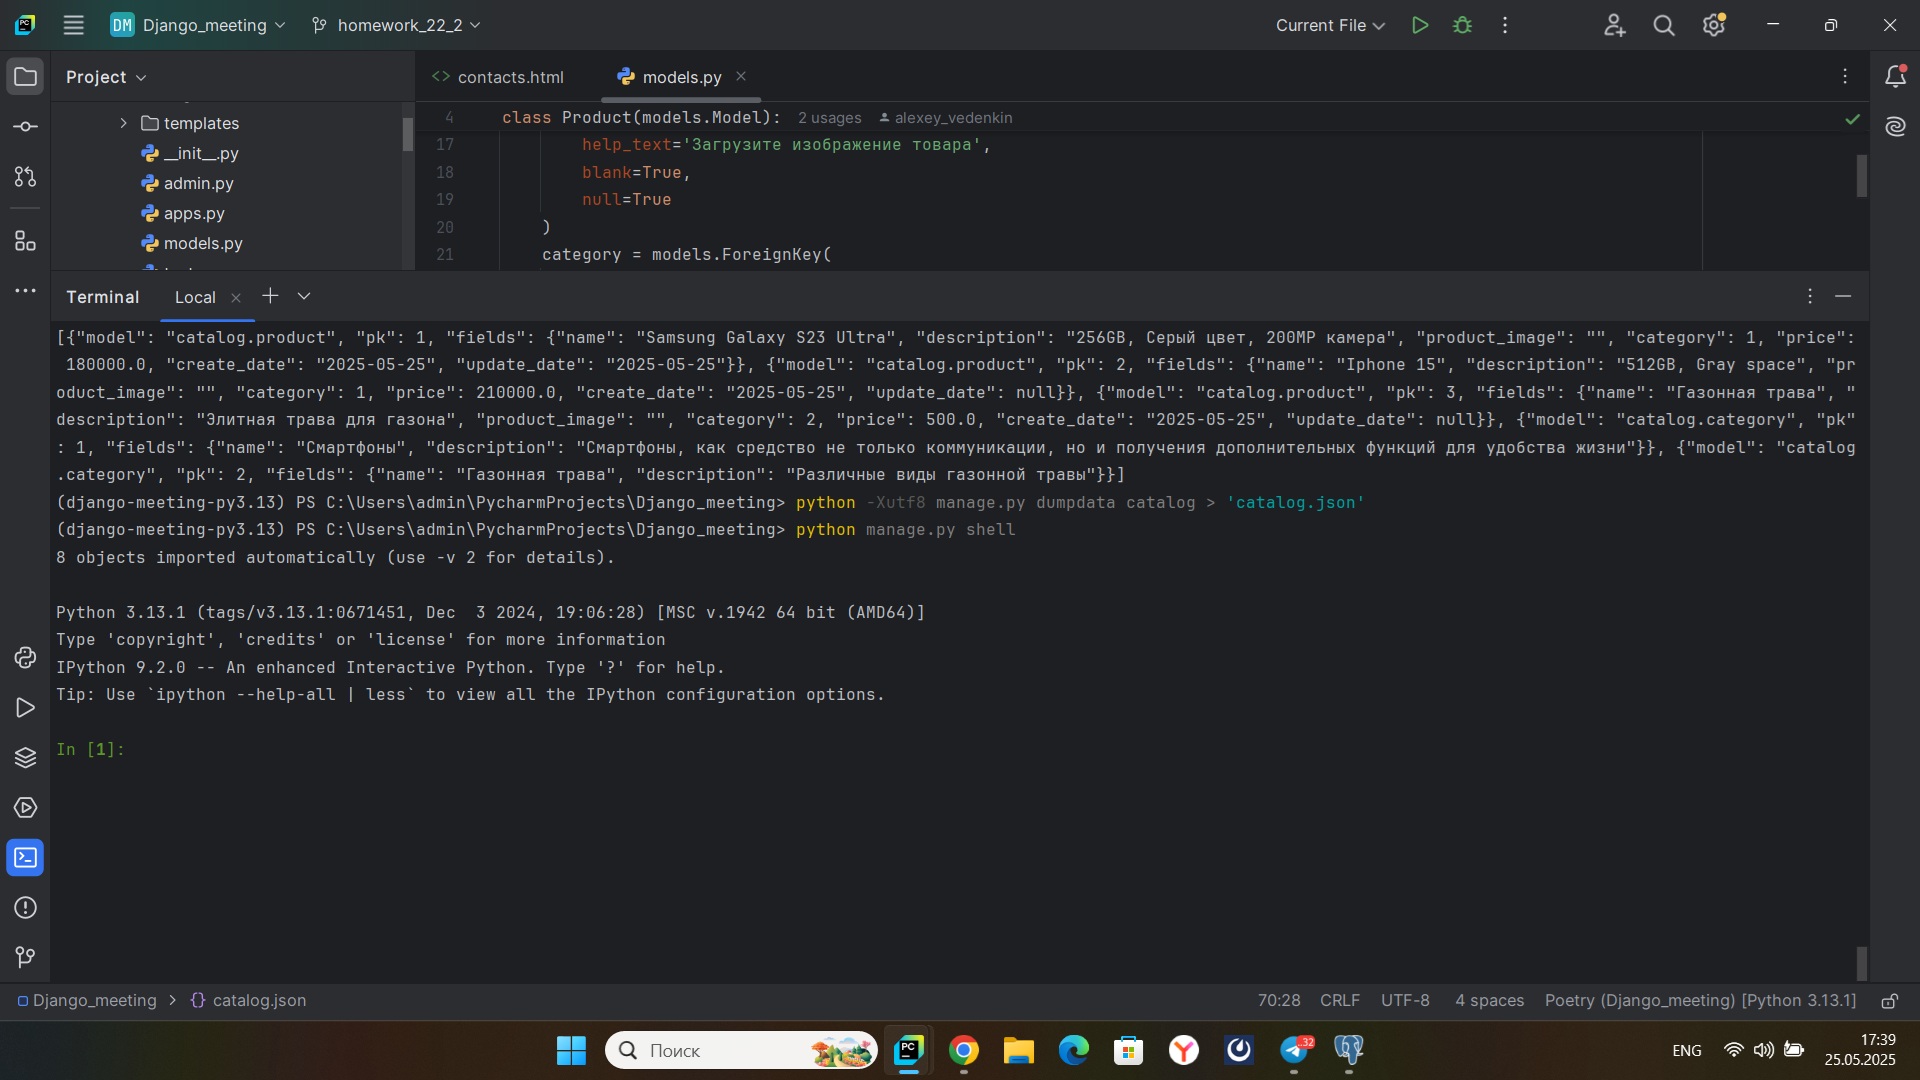 DM Django_meeting homework_22_2 Current File
Project
contacts.html models.py
templates
__init__.py
admin.py
apps.py
models.py
4 class Product(models.Model): 2 usages alexey_vedenkin
17 help_text='Загрузите изображение товара',
18 blank=True,
19 null=True
20 )
21 category = models.ForeignKey(
Terminal Local
[{"model": "catalog.product", "pk": 1, "fields": {"name": "Samsung Galaxy S23 Ultra", "description": "256GB, Серый цвет, 200MP камера", "product_image": "", "category": 1, "price":
180000.0, "create_date": "2025-05-25", "update_date": "2025-05-25"}}, {"model": "catalog.product", "pk": 2, "fields": {"name": "Iphone 15", "description": "512GB, Gray space", "pr
oduct_image": "", "category": 1, "price": 210000.0, "create_date": "2025-05-25", "update_date": null}}, {"model": "catalog.product", "pk": 3, "fields": {"name": "Газонная трава", "
description": "Элитная трава для газона", "product_image": "", "category": 2, "price": 500.0, "create_date": "2025-05-25", "update_date": null}}, {"model": "catalog.category", "pk"
: 1, "fields": {"name": "Смартфоны", "description": "Смартфоны, как средство не только коммуникации, но и получения дополнительных функций для удобства жизни"}}, {"model": "catalog
.category", "pk": 2, "fields": {"name": "Газонная трава", "description": "Различные виды газонной травы"}}]
(django-meeting-py3.13) PS C:\Users\admin\PycharmProjects\Django_meeting> python -Xutf8 manage.py dumpdata catalog > 'catalog.json'
(django-meeting-py3.13) PS C:\Users\admin\PycharmProjects\Django_meeting> python manage.py shell
8 objects imported automatically (use -v 2 for details).
Python 3.13.1 (tags/v3.13.1:0671451, Dec  3 2024, 19:06:28) [MSC v.1942 64 bit (AMD64)]
Type 'copyright', 'credits' or 'license' for more information
IPython 9.2.0 -- An enhanced Interactive Python. Type '?' for help.
Tip: Use `ipython --help-all | less` to view all the IPython configuration options.
In [1]:
Django_meeting > {} catalog.json 70:28 CRLF UTF-8 4 spaces Poetry (Django_meeting) [Python 3.13.1]
Поиск PC 32 ENG 17:39
25.05.2025